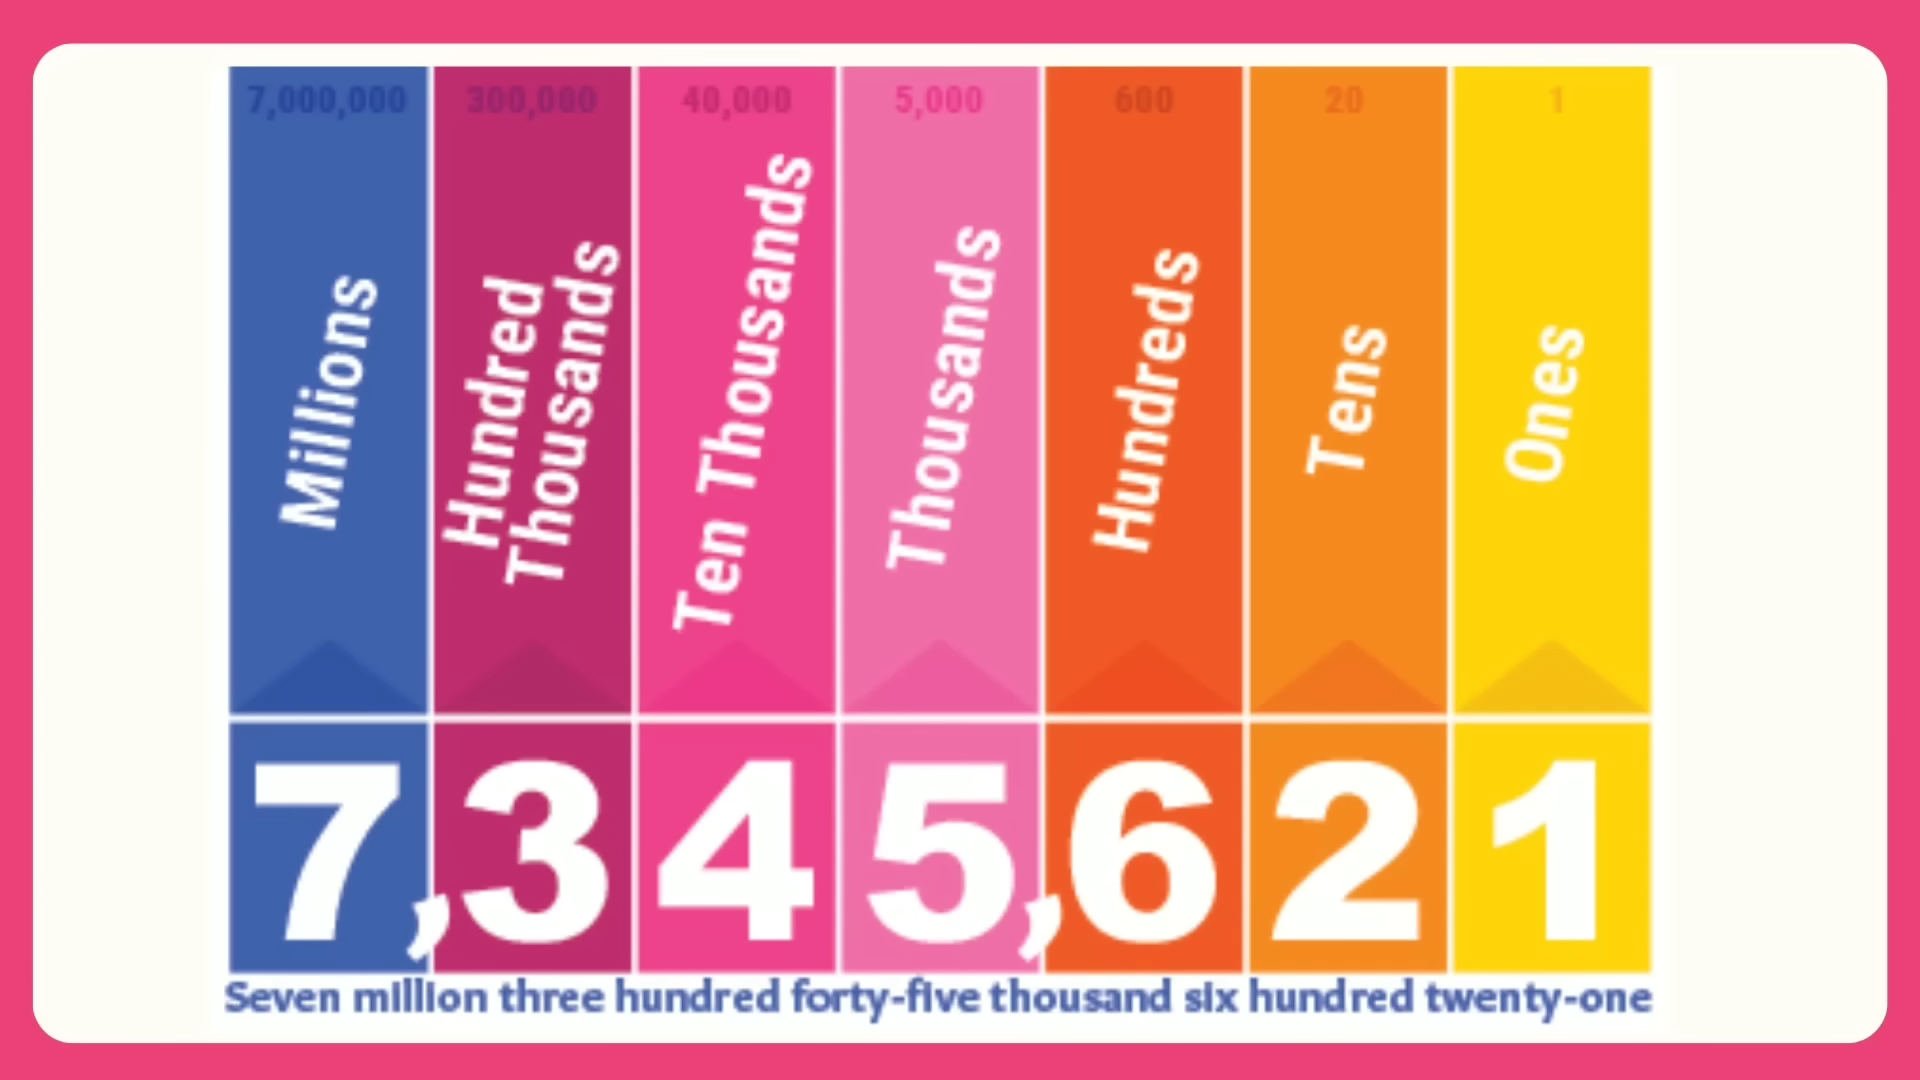 7,000,000 300,000 40,000 5,000 600 20 1
Millions
Hundred
Thousands
Ten Thousands
Thousands
Hundreds
Tens
Ones
7,345,621
Seven million three hundred forty-five thousand six hundred twenty-one